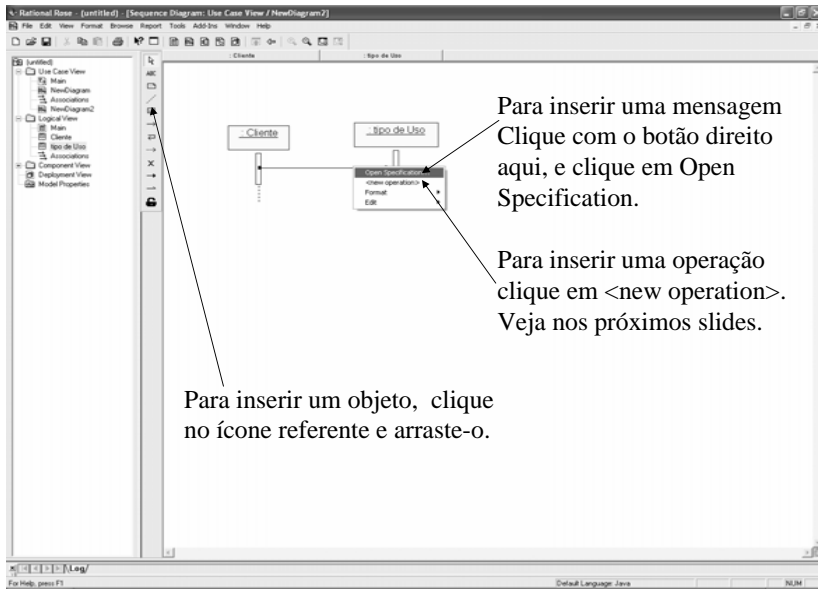 Rational Rose - (untitled) - [Sequence Diagram: Use Case View / NewDiagram2]
File Edit View Format Browse Report Tools Add-Ins Window Help
(untitled)
Use Case View
Main
NewDiagram
Associations
NewDiagram2
Logical View
Main
Cliente
tipo de Uso
Associations
Component View
Deployment View
Model Properties
ABC
: Cliente
: tipo de Uso
: Cliente
: tipo de Uso
Open Specification...
<new operation>
Format
Edit
Para inserir uma mensagem
Clique com o botão direito
aqui, e clique em Open
Specification.
Para inserir uma operação
clique em <new operation>.
Veja nos próximos slides.
Para inserir um objeto, clique
no ícone referente e arraste-o.
Log
For Help, press F1
Default Language: Java
NUM